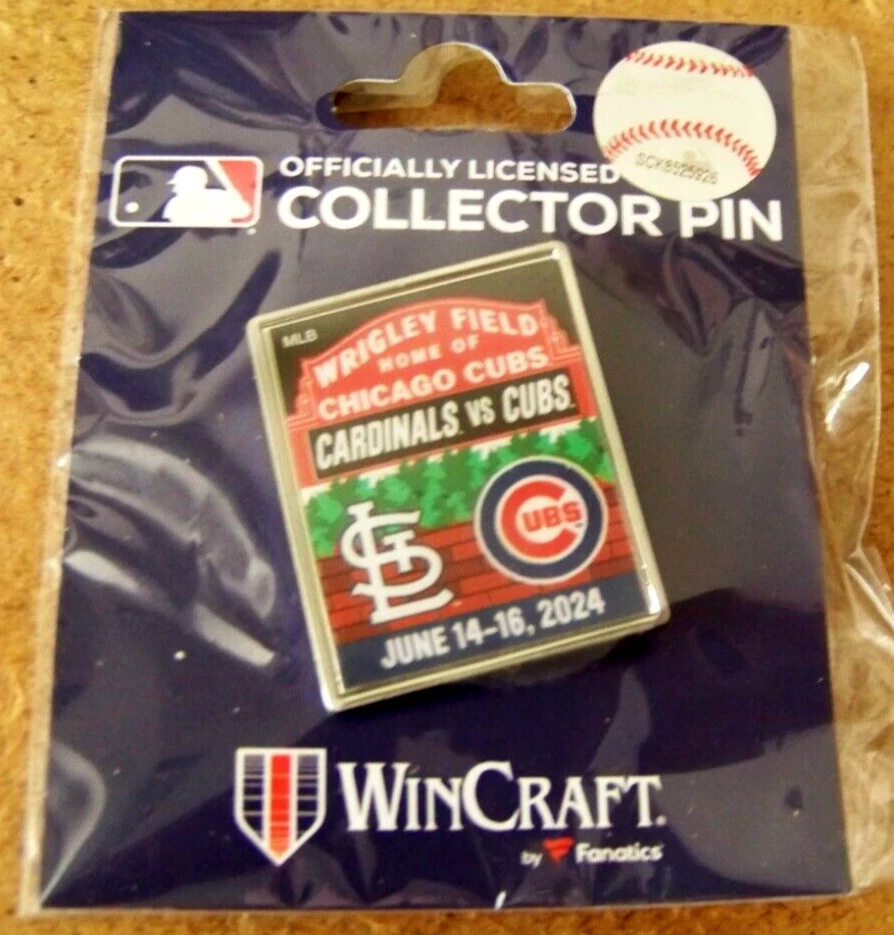 OFFICIALLY LICENSED
COLLECTOR PIN
MLB
WRIGLEY FIELD
HOME OF
CHICAGO CUBS
CARDINALS VS CUBS
STL
CUBS
JUNE 14-16, 2024
WINCRAFT.
by Fanatics